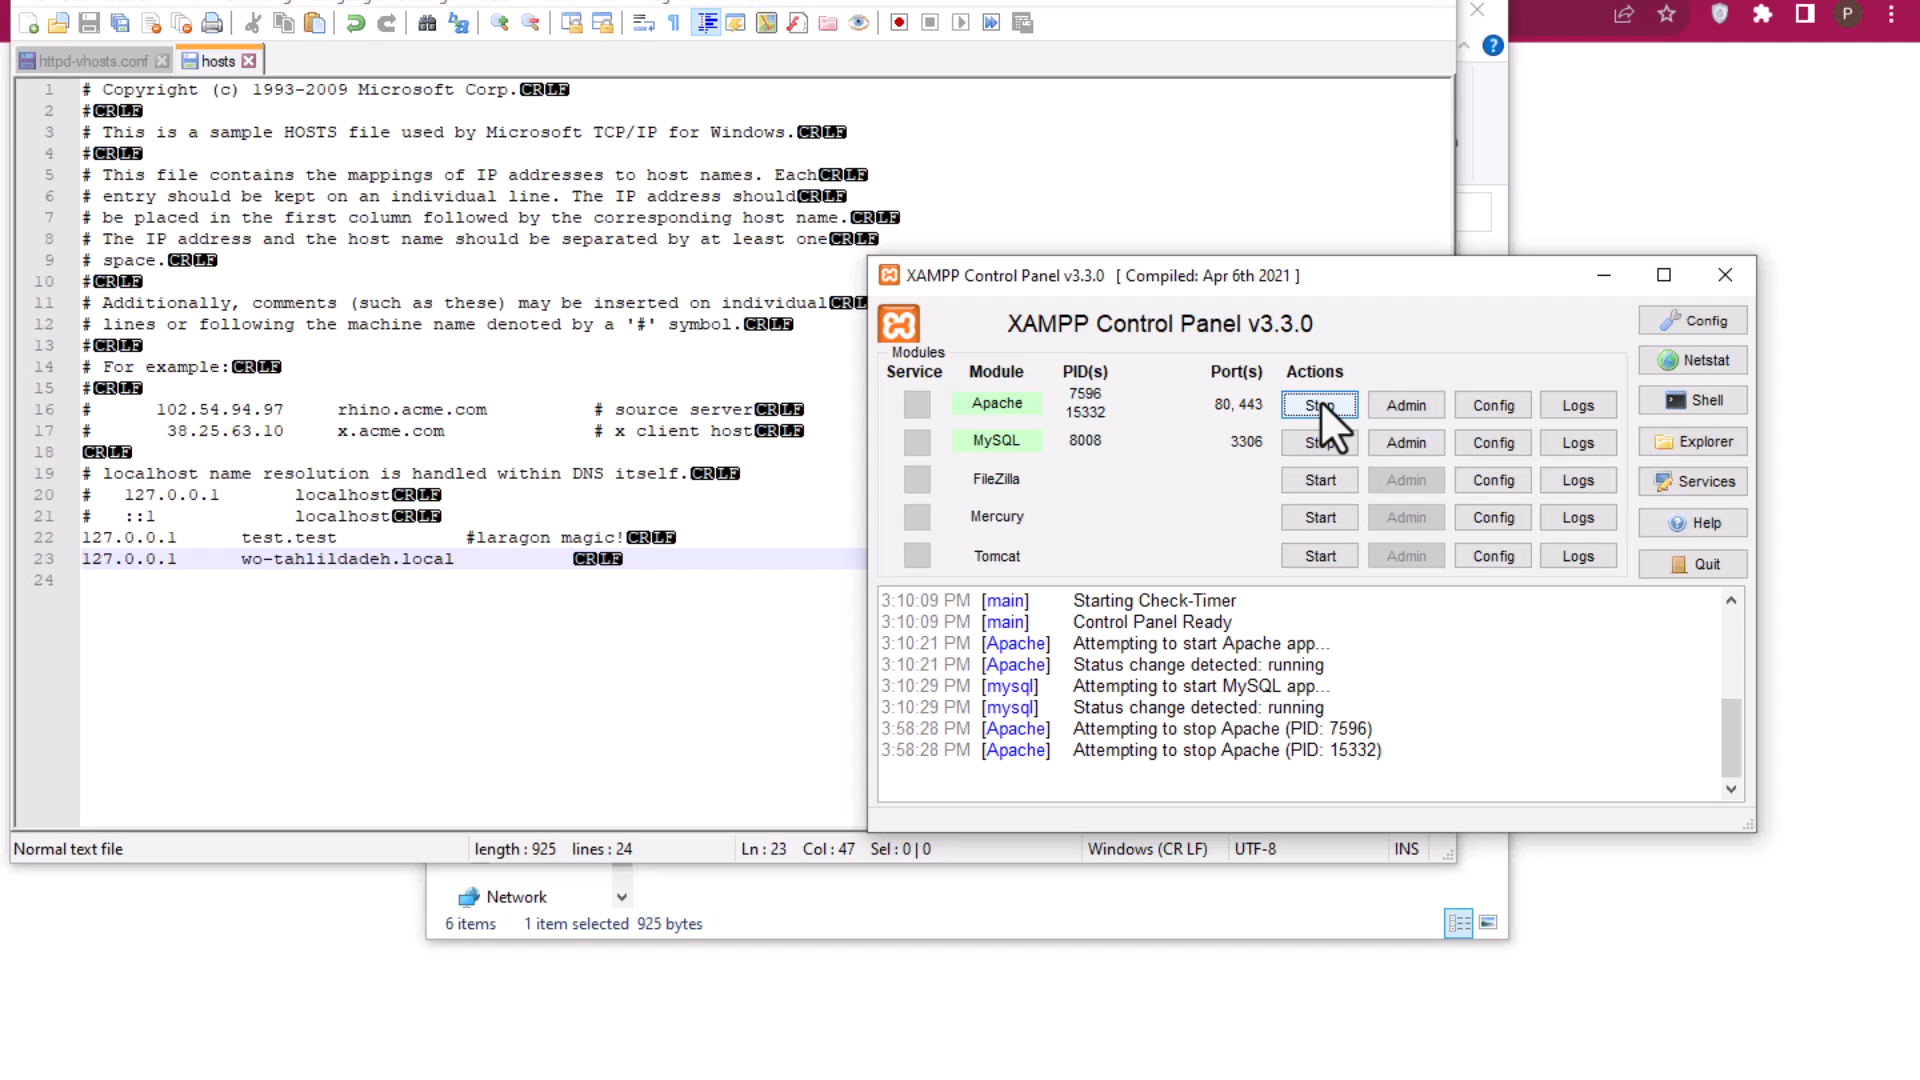 httpd-vhosts.conf
hosts
1 # Copyright (c) 1993-2009 Microsoft Corp.CRLF
2 #CRLF
3 # This is a sample HOSTS file used by Microsoft TCP/IP for Windows.CRLF
4 #CRLF
5 # This file contains the mappings of IP addresses to host names. EachCRLF
6 # entry should be kept on an individual line. The IP address shouldCRLF
7 # be placed in the first column followed by the corresponding host name.CRLF
8 # The IP address and the host name should be separated by at least oneCRLF
9 # space.CRLF
10 #CRLF
11 # Additionally, comments (such as these) may be inserted on individualCRL
12 # lines or following the machine name denoted by a '#' symbol.CRLF
13 #CRLF
14 # For example:CRLF
15 #CRLF
16 # 102.54.94.97 rhino.acme.com # source serverCRLF
17 # 38.25.63.10 x.acme.com # x client hostCRLF
18 CRLF
19 # localhost name resolution is handled within DNS itself.CRLF
20 # 127.0.0.1 localhostCRLF
21 # ::1 localhostCRLF
22 127.0.0.1 test.test #laragon magic!CRLF
23 127.0.0.1 wo-tahlildadeh.local CRLF
24
Normal text file length : 925 lines : 24 Ln : 23 Col : 47 Sel : 0 | 0 Windows (CR LF) UTF-8 INS
Network
6 items 1 item selected 925 bytes
P
XAMPP Control Panel v3.3.0 [ Compiled: Apr 6th 2021 ]
XAMPP Control Panel v3.3.0
Modules
Service Module PID(s) Port(s) Actions
Apache 7596 15332 80, 443 Stop Admin Config Logs
MySQL 8008 3306 Stop Admin Config Logs
FileZilla Start Admin Config Logs
Mercury Start Admin Config Logs
Tomcat Start Admin Config Logs
Config
Netstat
Shell
Explorer
Services
Help
Quit
3:10:09 PM [main] Starting Check-Timer
3:10:09 PM [main] Control Panel Ready
3:10:21 PM [Apache] Attempting to start Apache app...
3:10:21 PM [Apache] Status change detected: running
3:10:29 PM [mysql] Attempting to start MySQL app...
3:10:29 PM [mysql] Status change detected: running
3:58:28 PM [Apache] Attempting to stop Apache (PID: 7596)
3:58:28 PM [Apache] Attempting to stop Apache (PID: 15332)